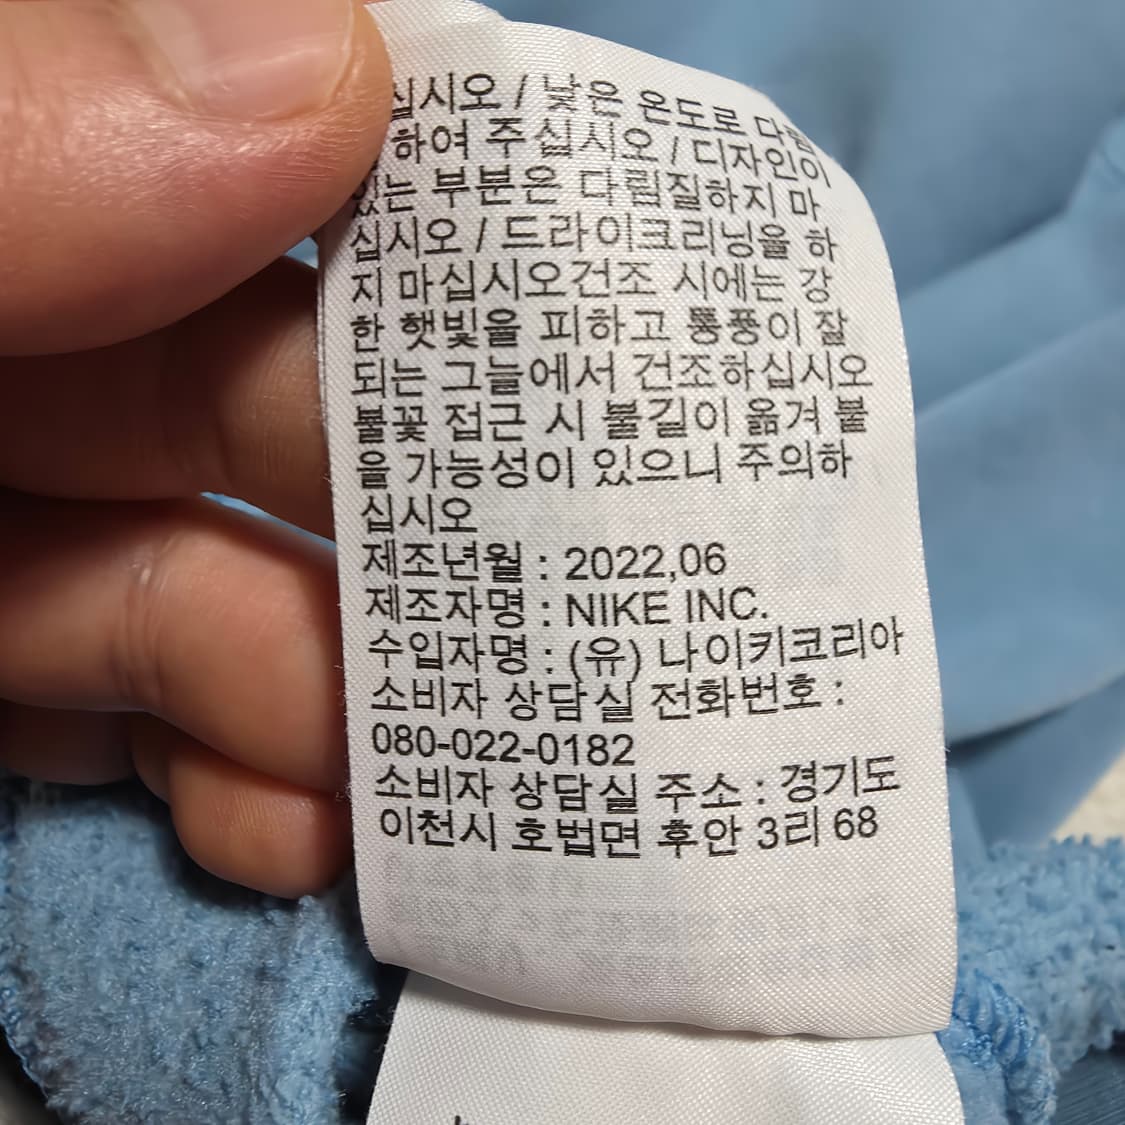 십시오 / 낮은 온도로 다림
하여 주십시오 / 디자인이
있는 부분은 다림질하지 마
십시오 / 드라이크리닝을 하
지 마십시오건조 시에는 강
한 햇빛을 피하고 통풍이 잘
되는 그늘에서 건조하십시오
불꽃 접근 시 불길이 옮겨 붙
을 가능성이 있으니 주의하
십시오
제조년월 : 2022,06
제조자명 : NIKE INC.
수입자명 : (유) 나이키코리아
소비자 상담실 전화번호 :
080-022-0182
소비자 상담실 주소 : 경기도
이천시 호법면 후안 3리 68